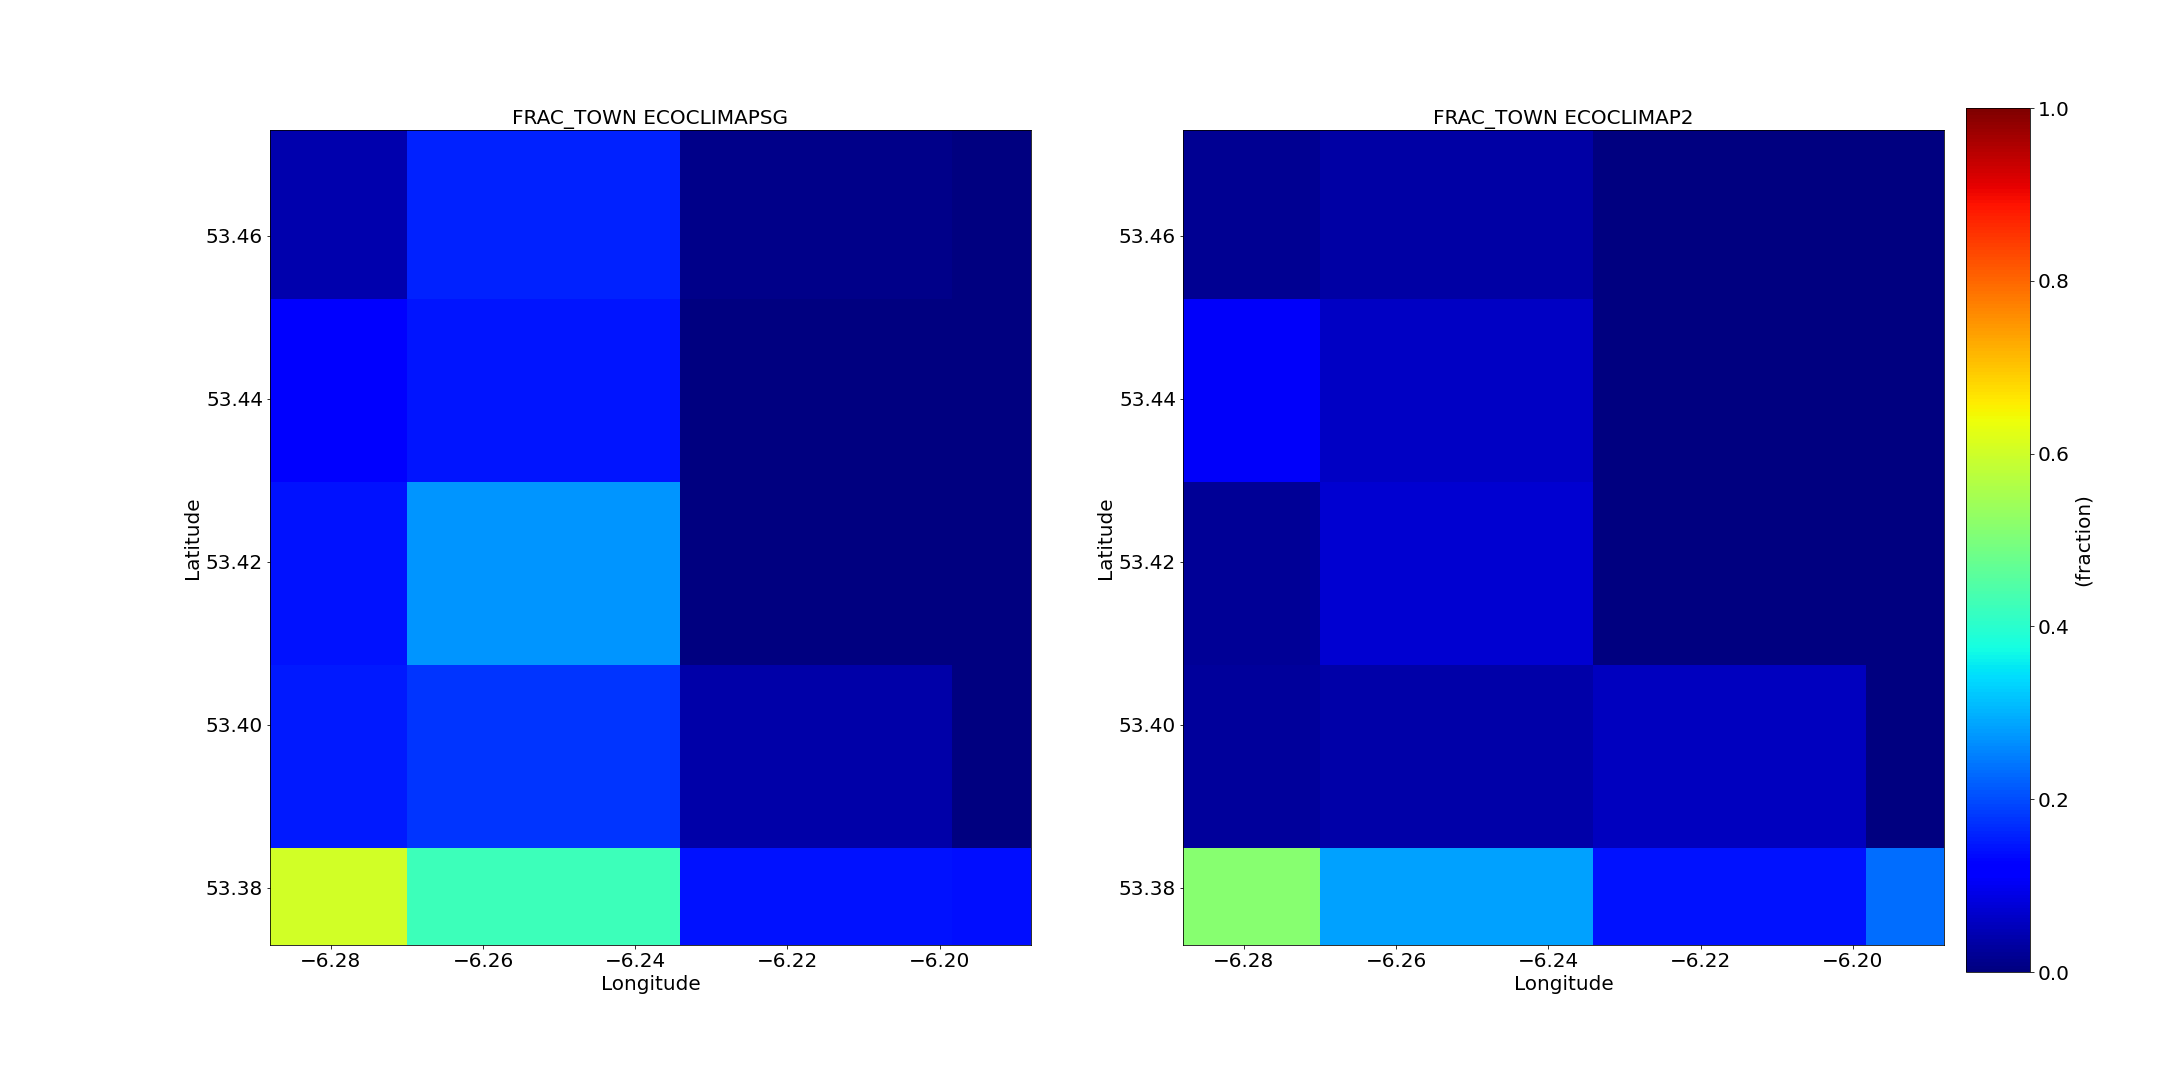 FRAC_TOWN ECOCLIMAPSG
53.46
53.44
53.42
53.40
53.38
Latitude
−6.28 −6.26 −6.24 −6.22 −6.20
Longitude
FRAC_TOWN ECOCLIMAP2
53.46
53.44
53.42
53.40
53.38
Latitude
−6.28 −6.26 −6.24 −6.22 −6.20
Longitude
1.0
0.8
0.6
0.4
0.2
0.0
(fraction)